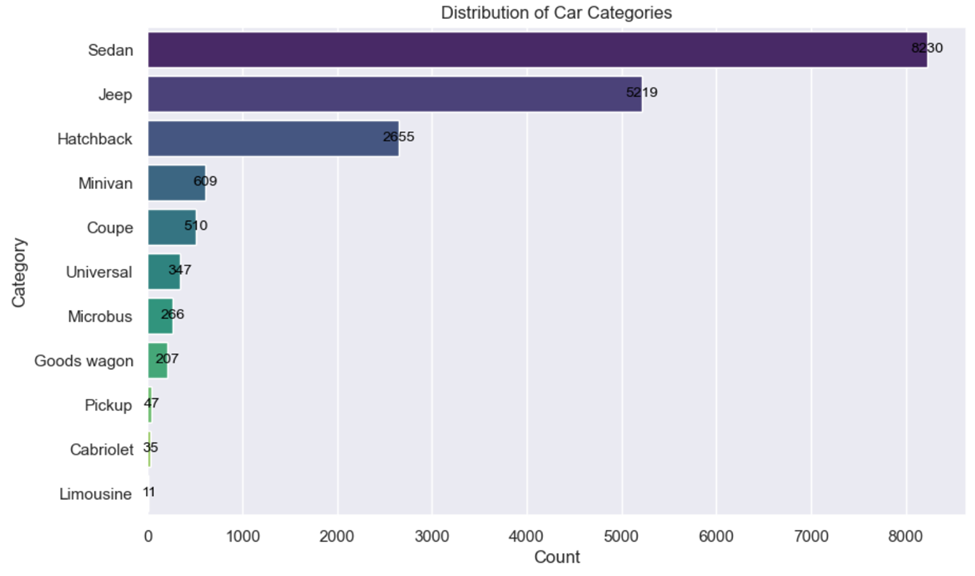 Distribution of Car Categories
Sedan 8230
Jeep 5219
Hatchback 2655
Minivan 609
Coupe 510
Universal 347
Microbus 266
Goods wagon 207
Pickup 47
Cabriolet 35
Limousine 11
Category
0 1000 2000 3000 4000 5000 6000 7000 8000
Count